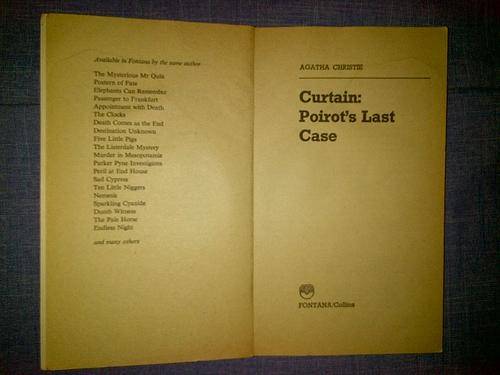 Available in Fontana by the same author
The Mysterious Mr Quin
Postern of Fate
Elephants Can Remember
Passenger to Frankfurt
Appointment with Death
The Clocks
Death Comes as the End
Destination Unknown
Five Little Pigs
The Listerdale Mystery
Murder in Mesopotamia
Parker Pyne Investigates
Peril at End House
Sad Cypress
Ten Little Niggers
Nemesis
Sparkling Cyanide
Dumb Witness
The Pale Horse
Endless Night
and many others
AGATHA CHRISTIE
Curtain:
Poirot's Last
Case
FONTANA/Collins